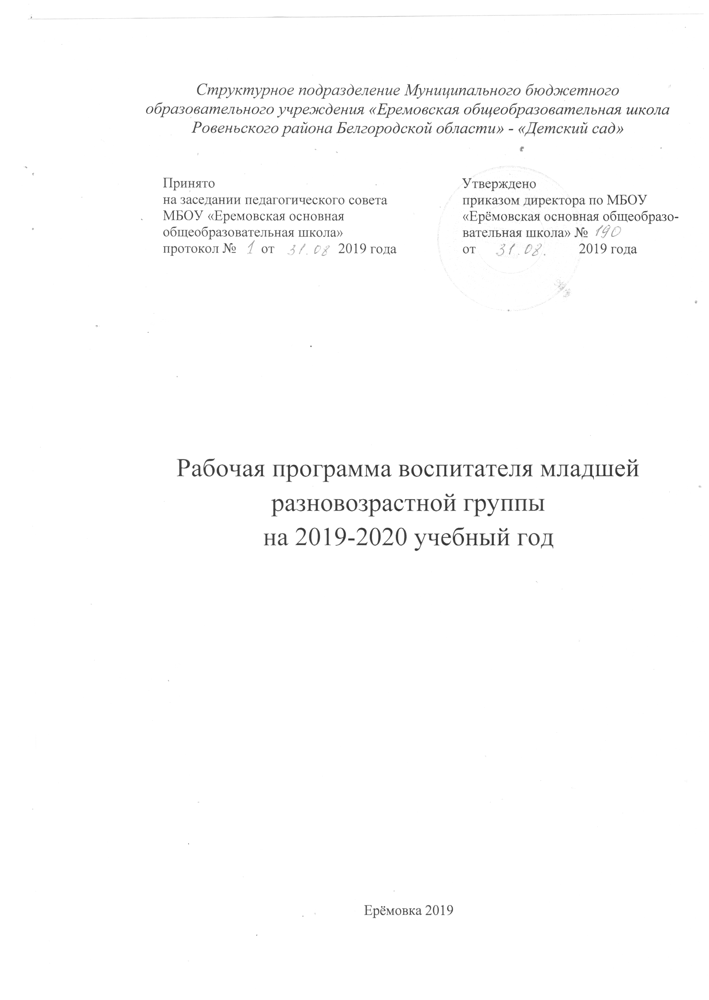 Структурное подразделение Муниципального бюджетного
образовательного учреждения «Еремовская общеобразовательная школа
Ровеньского района Белгородской области» - «Детский сад»
Принято
на заседании педагогического совета
МБОУ «Еремовская основная
общеобразовательная школа»
протокол № 1 от 31.08 2019 года
Утверждено
приказом директора по МБОУ
«Ерёмовская основная общеобразо-
вательная школа» № 190
от 31.08. 2019 года
Рабочая программа воспитателя младшей
разновозрастной группы
на 2019-2020 учебный год
Ерёмовка 2019